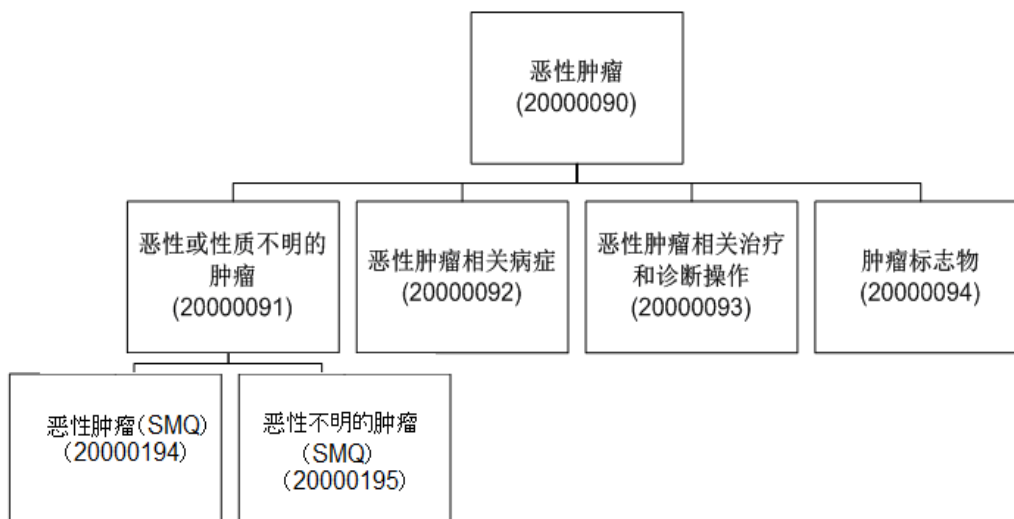 恶性肿瘤
(20000090)
恶性或性质不明的
肿瘤
(20000091)
恶性肿瘤相关病症
(20000092)
恶性肿瘤相关治疗
和诊断操作
(20000093)
肿瘤标志物
(20000094)
恶性肿瘤(SMQ)
(20000194)
恶性不明的肿瘤
(SMQ)
(20000195)